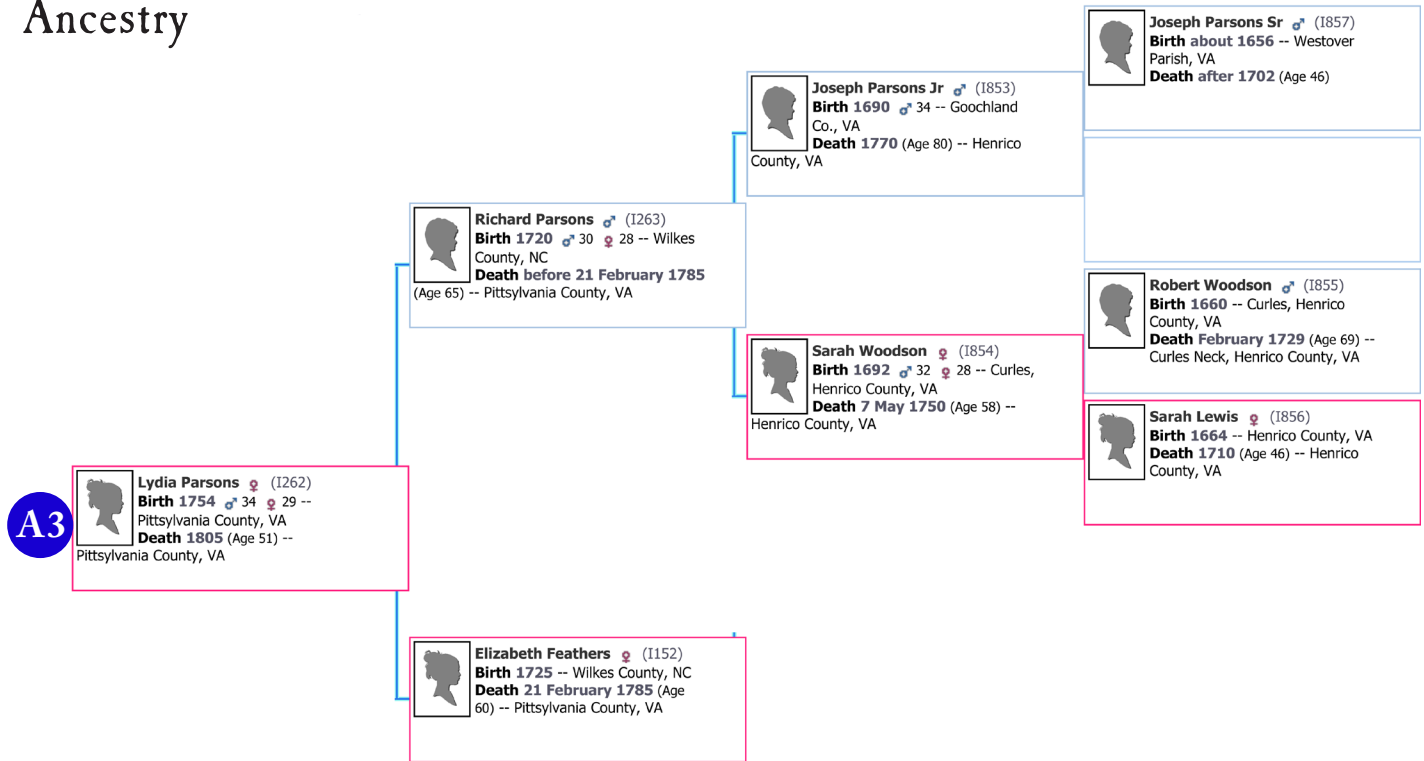 Ancestry
Joseph Parsons Sr ♂ (I857)
Birth about 1656 -- Westover
Parish, VA
Death after 1702 (Age 46)
Joseph Parsons Jr ♂ (I853)
Birth 1690 ♂ 34 -- Goochland
Co., VA
Death 1770 (Age 80) -- Henrico
County, VA
Richard Parsons ♂ (I263)
Birth 1720 ♂ 30 ♀ 28 -- Wilkes
County, NC
Death before 21 February 1785
(Age 65) -- Pittsylvania County, VA
Robert Woodson ♂ (I855)
Birth 1660 -- Curles, Henrico
County, VA
Death February 1729 (Age 69) --
Curles Neck, Henrico County, VA
Sarah Woodson ♀ (I854)
Birth 1692 ♂ 32 ♀ 28 -- Curles,
Henrico County, VA
Death 7 May 1750 (Age 58) --
Henrico County, VA
Sarah Lewis ♀ (I856)
Birth 1664 -- Henrico County, VA
Death 1710 (Age 46) -- Henrico
County, VA
A3
Lydia Parsons ♀ (I262)
Birth 1754 ♂ 34 ♀ 29 --
Pittsylvania County, VA
Death 1805 (Age 51) --
Pittsylvania County, VA
Elizabeth Feathers ♀ (I152)
Birth 1725 -- Wilkes County, NC
Death 21 February 1785 (Age
60) -- Pittsylvania County, VA